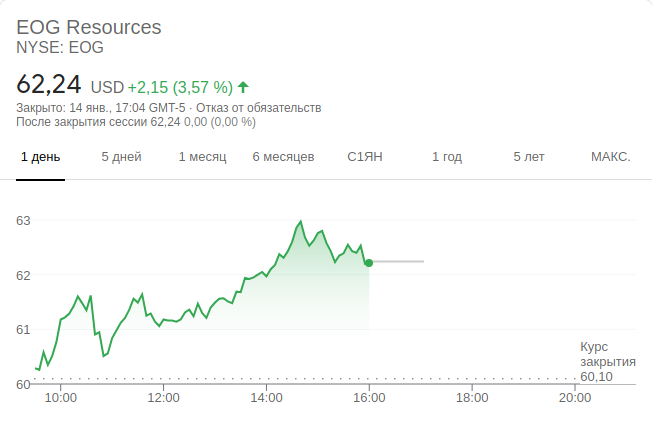 EOG Resources
NYSE: EOG
62,24 USD +2,15 (3,57 %)
Закрыто: 14 янв., 17:04 GMT-5 · Отказ от обязательств
После закрытия сессии 62,24 0,00 (0,00 %)
1 день 5 дней 1 месяц 6 месяцев С1ЯН 1 год 5 лет МАКС.
63
62
61
Курс
закрытия
60,10
60
10:00 12:00 14:00 16:00 18:00 20:00